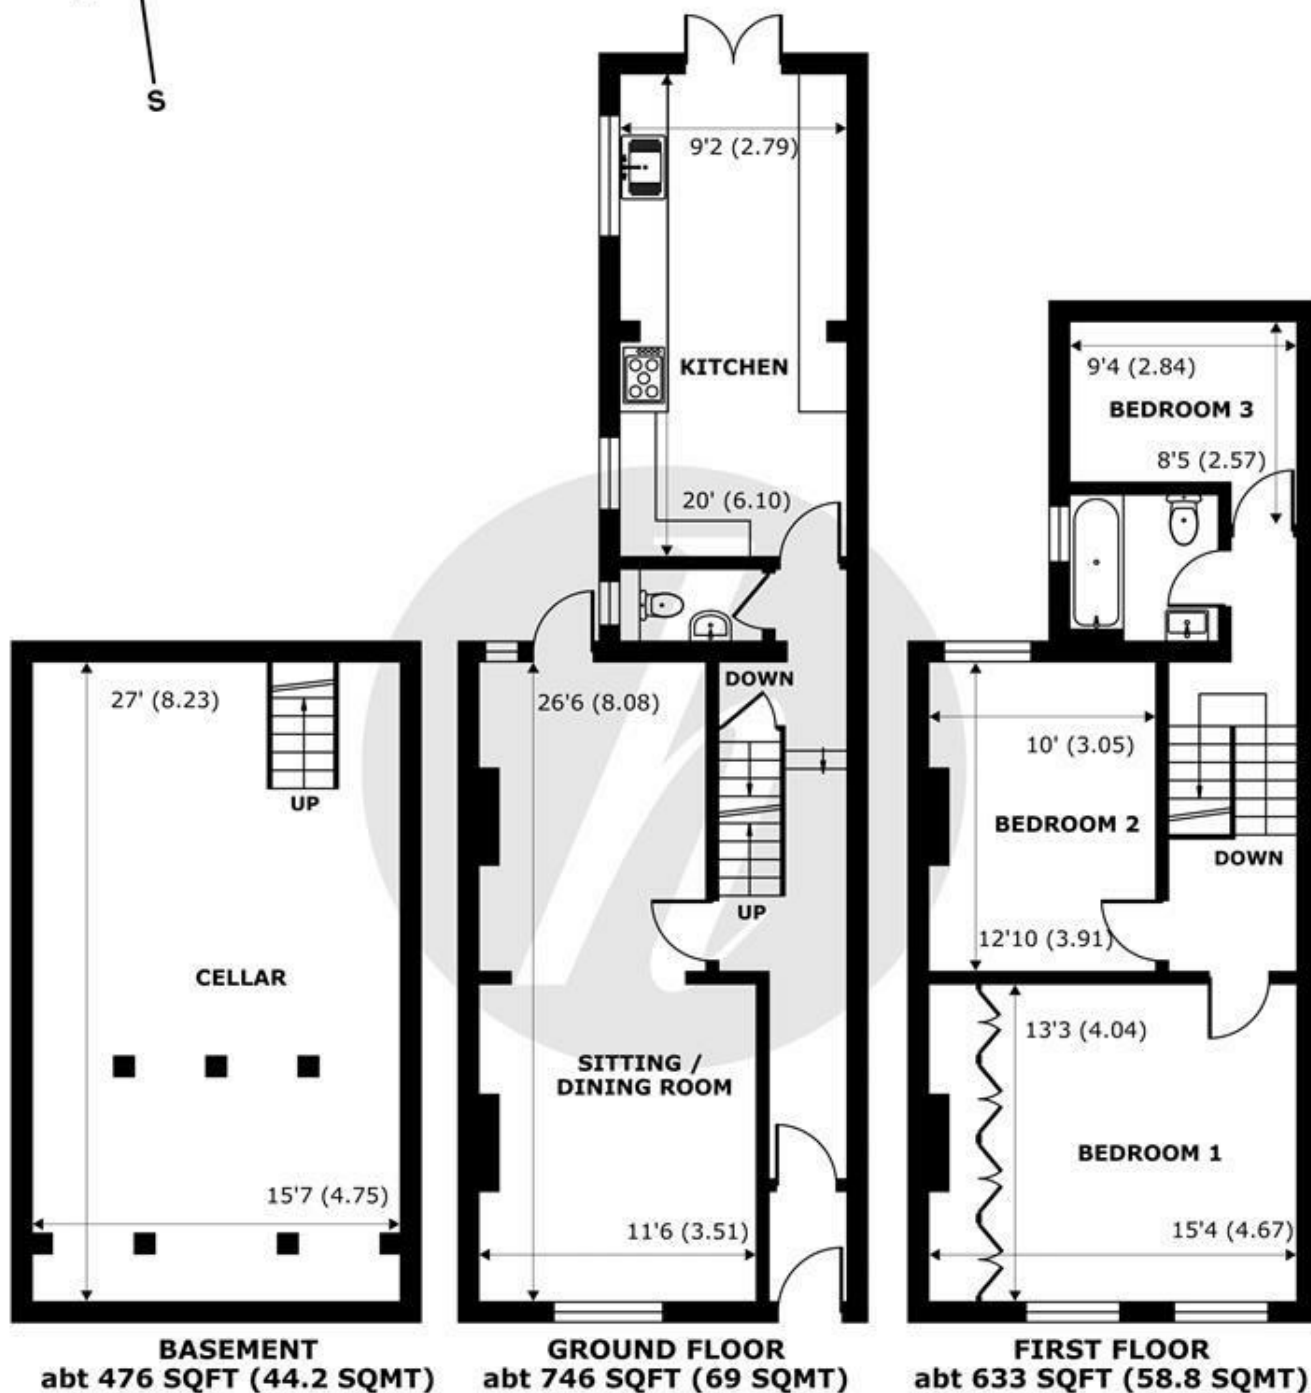 S
9'2 (2.79)
KITCHEN
20' (6.10)
9'4 (2.84)
BEDROOM 3
8'5 (2.57)
27' (8.23)
UP
CELLAR
15'7 (4.75)
26'6 (8.08)
DOWN
UP
SITTING /
DINING ROOM
11'6 (3.51)
10' (3.05)
BEDROOM 2
DOWN
12'10 (3.91)
13'3 (4.04)
BEDROOM 1
15'4 (4.67)
BASEMENT
abt 476 SQFT (44.2 SQMT)
GROUND FLOOR
abt 746 SQFT (69 SQMT)
FIRST FLOOR
abt 633 SQFT (58.8 SQMT)
h